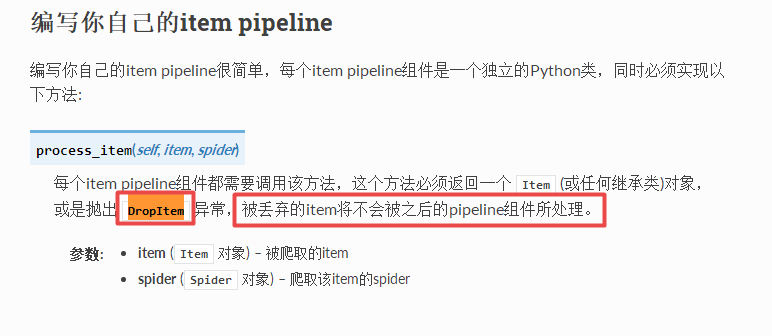 编写你自己的item pipeline
编写你自己的item pipeline很简单，每个item pipeline组件是一个独立的Python类，同时必须实现以
下方法:
process_item(self, item, spider)
每个item pipeline组件都需要调用该方法，这个方法必须返回一个 Item (或任何继承类)对象，
或是抛出 DropItem 异常，被丢弃的item将不会被之后的pipeline组件所处理。
参数: • item (Item 对象) – 被爬取的item
• spider (Spider 对象) – 爬取该item的spider